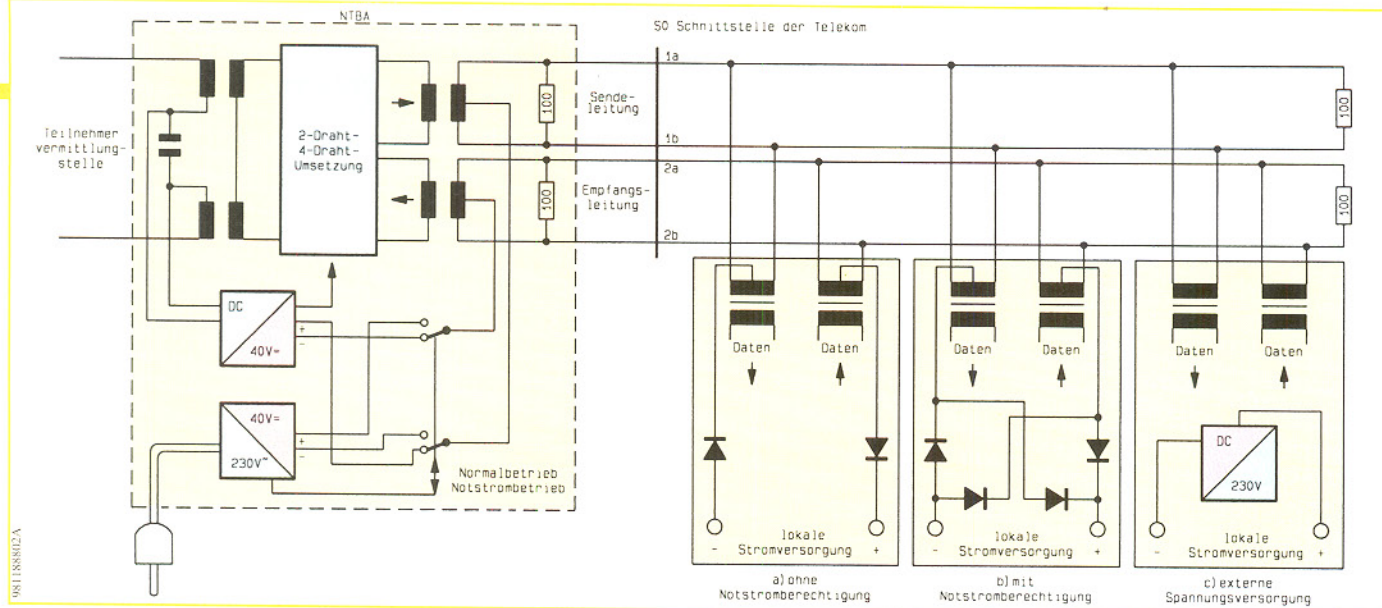 NTBA
S0 Schnittstelle der Telekom
Teilnehmer
vermittlung-
stelle
2-Draht-
4-Draht-
Umsetzung
100
100
Sende-
leitung
Empfangs-
leitung
1a
1b
2a
2b
100
100
DC
40V=
+
-
40V=
230V~
+
-
Normalbetrieb
Notstrombetrieb
Daten
Daten
-
lokale
Stromversorgung
+
a) ohne
Notstromberechtigung
Daten
Daten
-
lokale
Stromversorgung
+
b) mit
Notstromberechtigung
Daten
Daten
DC
230V
-
lokale
Stromversorgung
+
c) externe
Spannungsversorgung
981188802A